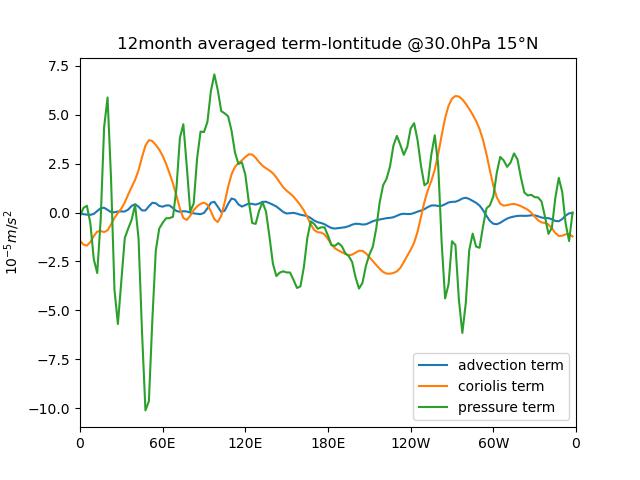 12month averaged term-lontitude @30.0hPa 15°N
7.5
5.0
2.5
0.0
−2.5
−5.0
−7.5
−10.0
10⁻⁵m/s²
0 60E 120E 180E 120W 60W 0
advection term
coriolis term
pressure term